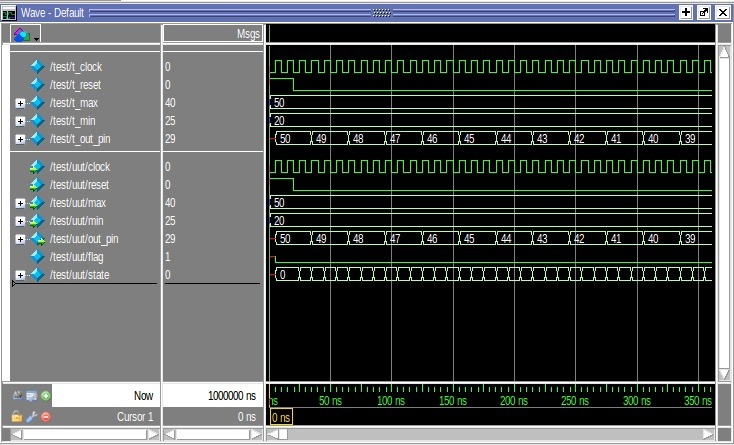 Wave - Default
Msgs
/test/t_clock 0
/test/t_reset 0
/test/t_max 40 50
/test/t_min 25 20
/test/t_out_pin 29 50 49 48 47 46 45 44 43 42 41 40 39
/test/uut/clock 0
/test/uut/reset 0
/test/uut/max 40 50
/test/uut/min 25 20
/test/uut/out_pin 29 50 49 48 47 46 45 44 43 42 41 40 39
/test/uut/flag 1
/test/uut/state 0 0
Now 1000000 ns ns 50 ns 100 ns 150 ns 200 ns 250 ns 300 ns 350 ns
Cursor 1 0 ns 0 ns